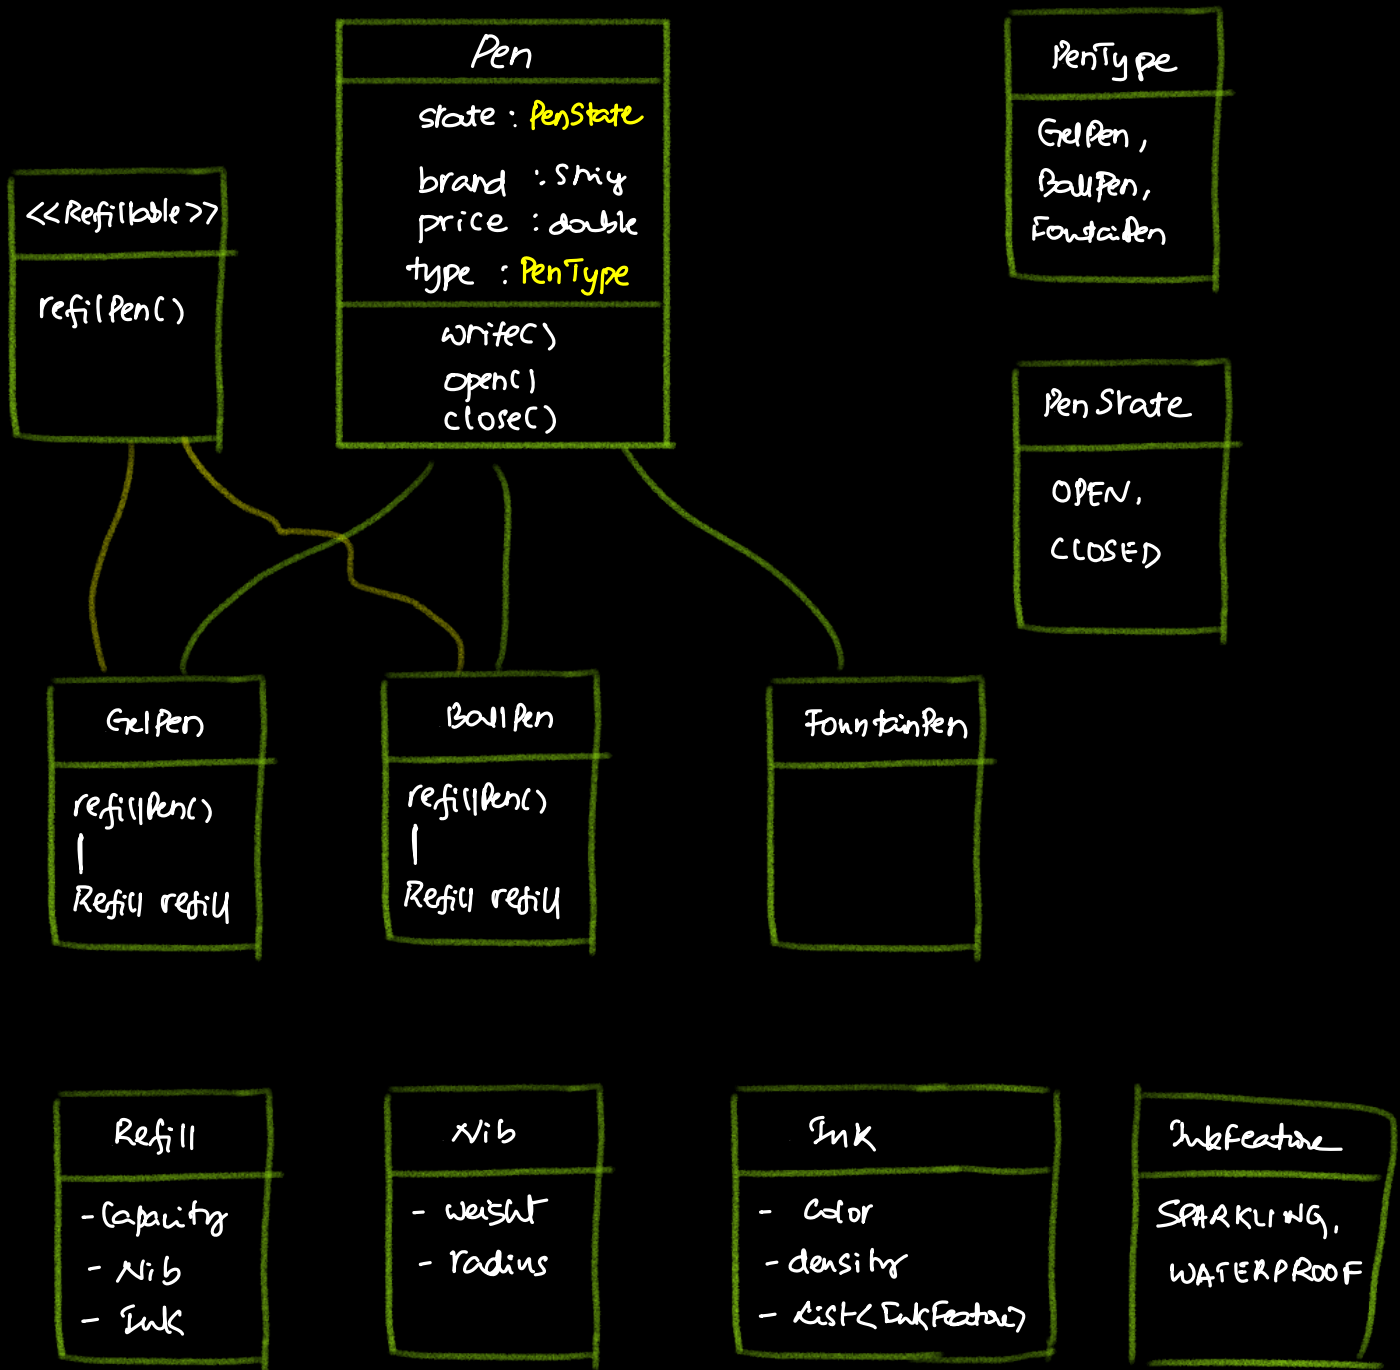 Pen
state : PenState
brand : String
price : double
type : PenType
write()
open()
close()
PenType
GelPen,
BallPen,
FountainPen
<<Refillable>>
refilPen()
PenState
OPEN,
CLOSED
GelPen
refillPen()
Refill refill
BallPen
refillPen()
Refill refill
FountainPen
Refill
- Capacity
- Nib
- Ink
Nib
- weight
- radius
Ink
- Color
- density
- List<InkFeature>
InkFeature
SPARKLING,
WATERPROOF